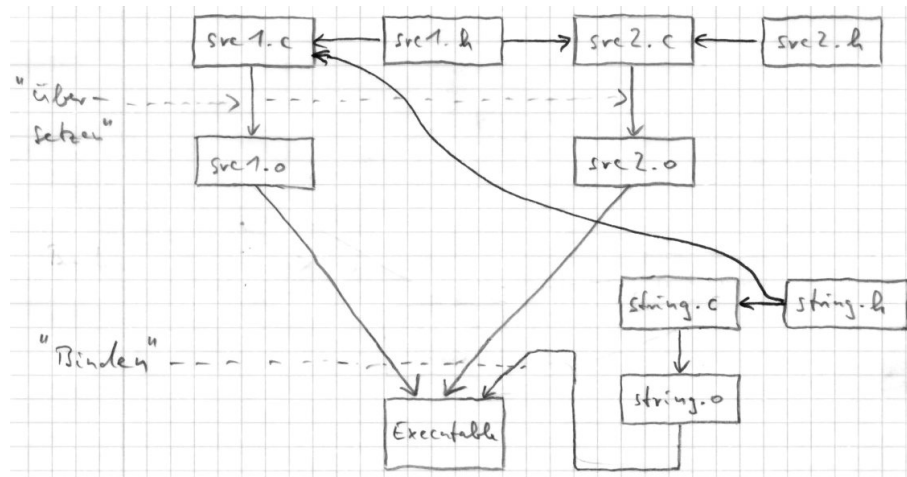 src1.c
src1.h
src2.c
src2.h
"über-
setzen"
src1.o
src2.o
string.c
string.h
"Binden"
string.o
Executable